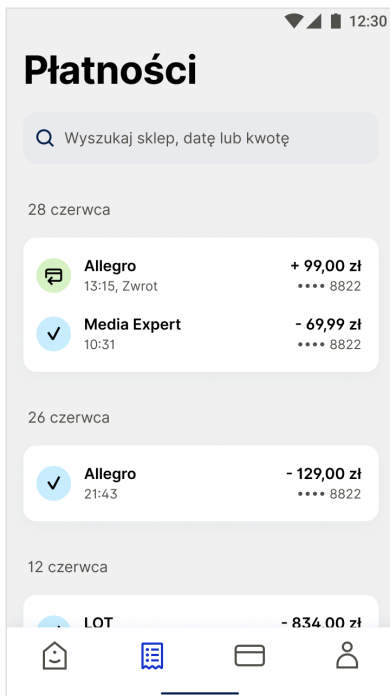 12:30
Płatności
Wyszukaj sklep, datę lub kwotę
28 czerwca
Allegro + 99,00 zł
13:15, Zwrot •••• 8822
Media Expert - 69,99 zł
10:31 •••• 8822
26 czerwca
Allegro - 129,00 zł
21:43 •••• 8822
12 czerwca
LOT - 834,00 zł